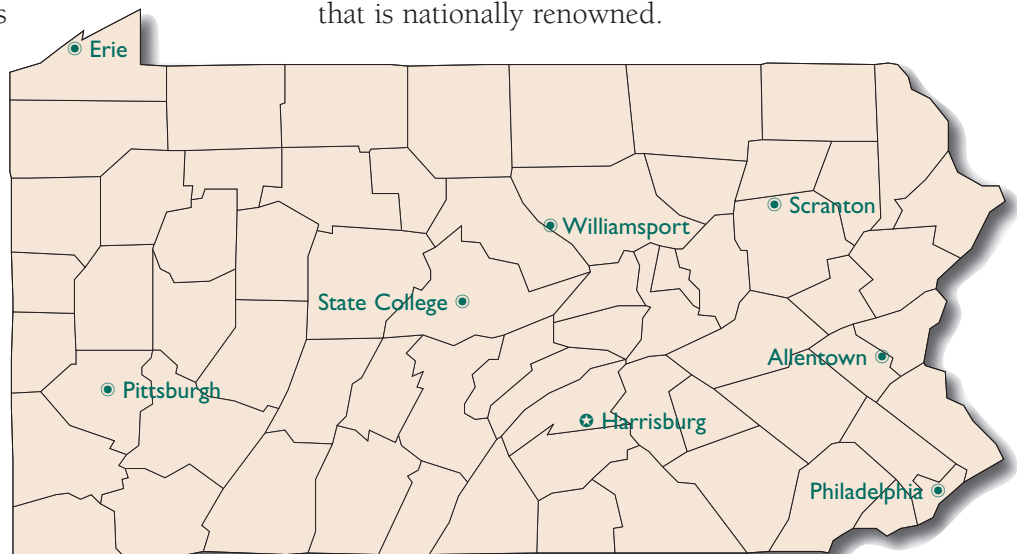 s
that is nationally renowned.
Erie
Scranton
Williamsport
State College
Allentown
Pittsburgh
Harrisburg
Philadelphia